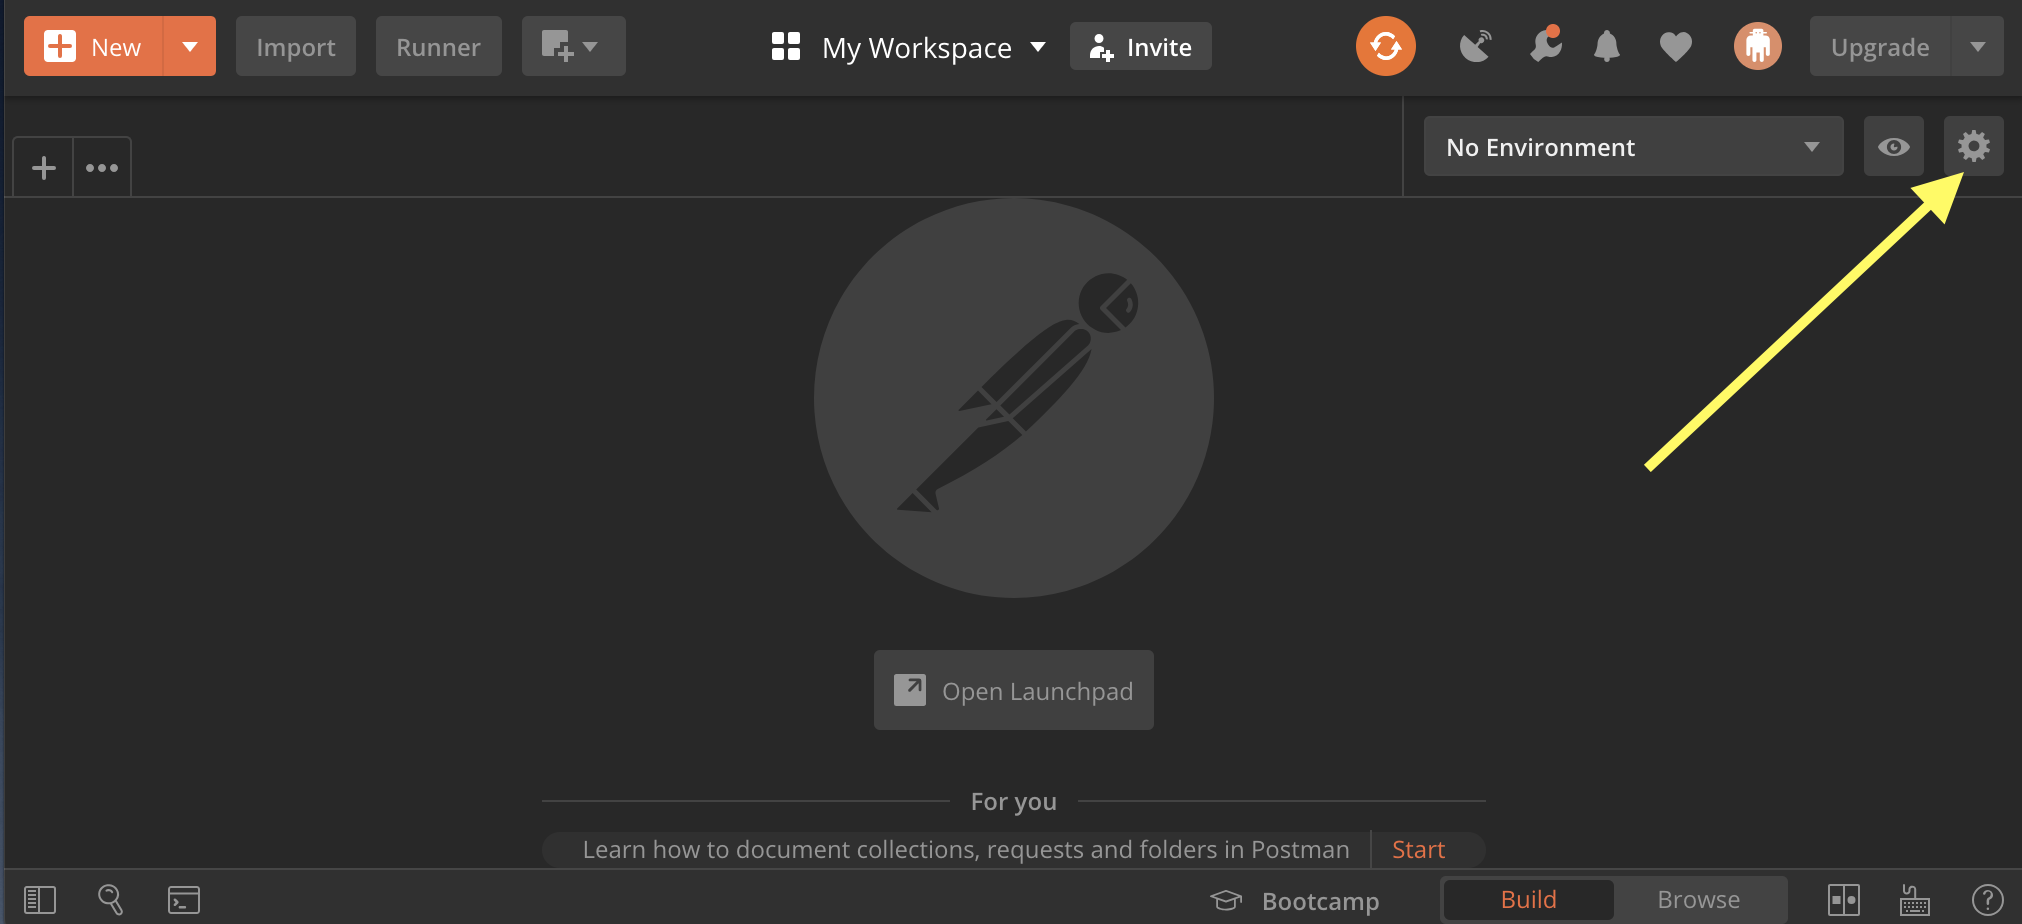 New
Import
Runner
My Workspace
Invite
Upgrade
No Environment
Open Launchpad
For you
Learn how to document collections, requests and folders in Postman
Start
Bootcamp
Build
Browse